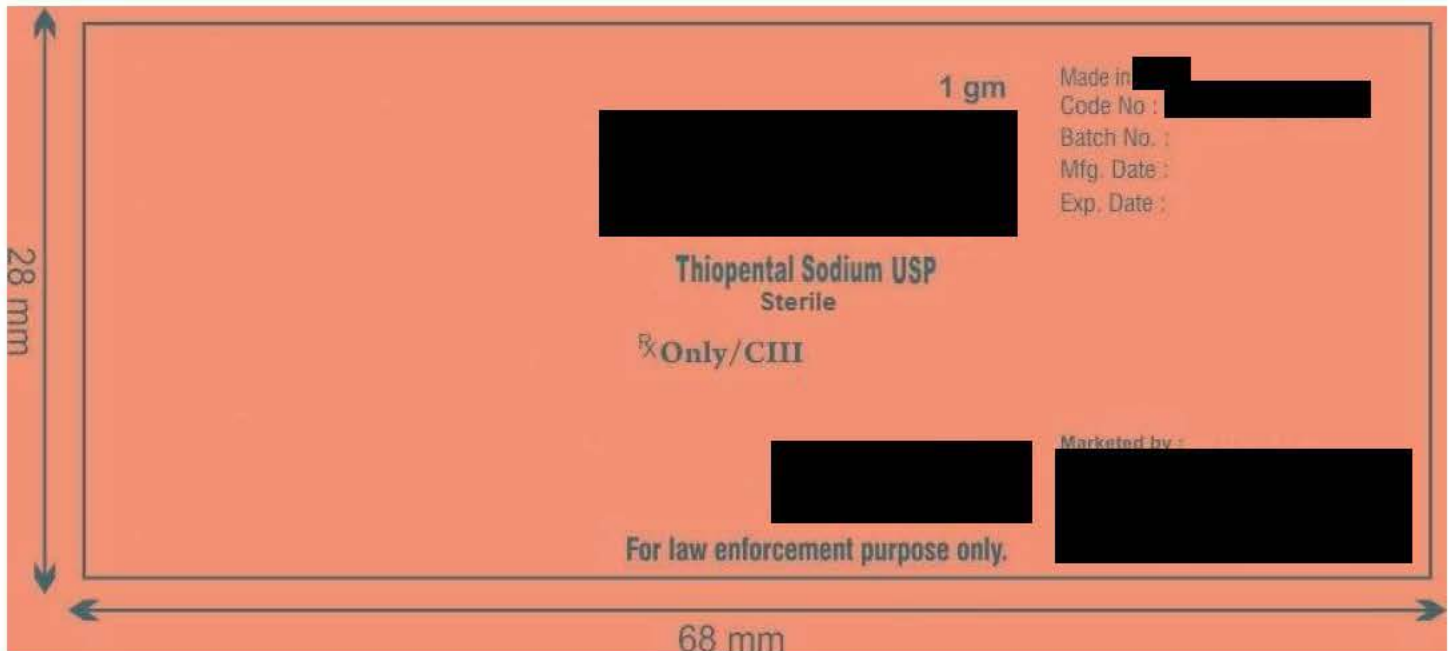 28 mm
1 gm
Thiopental Sodium USP
Sterile
℞ Only/CIII
For law enforcement purpose only.
Made in
Code No :
Batch No. :
Mfg. Date :
Exp. Date :
Marketed by :
68 mm